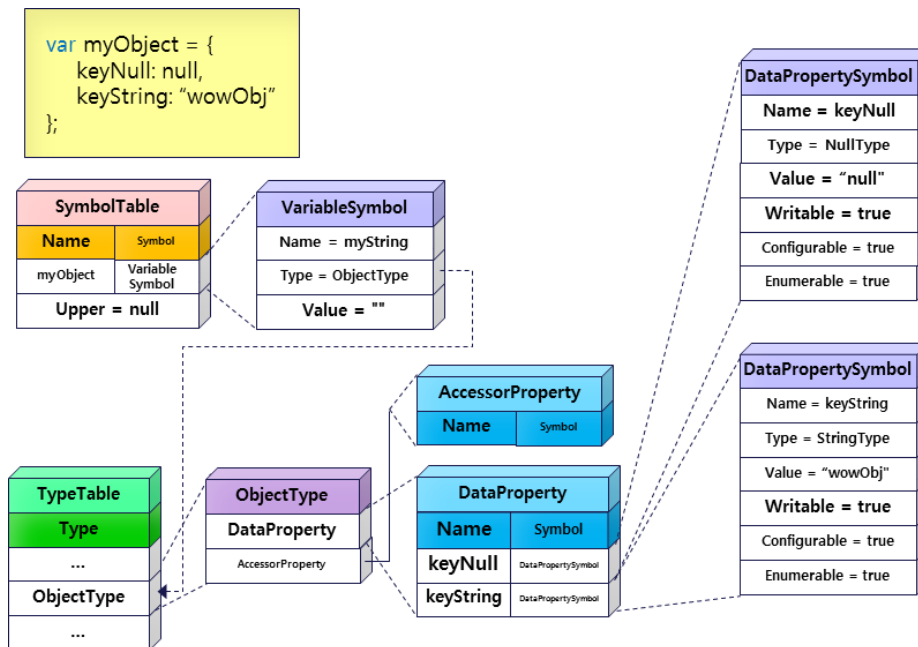 var myObject = {
keyNull: null,
keyString: “wowObj”
};
SymbolTable
Name Symbol
myObject Variable
Symbol
Upper = null
VariableSymbol
Name = myString
Type = ObjectType
Value = ""
DataPropertySymbol
Name = keyNull
Type = NullType
Value = “null"
Writable = true
Configurable = true
Enumerable = true
DataPropertySymbol
Name = keyString
Type = StringType
Value = “wowObj"
Writable = true
Configurable = true
Enumerable = true
AccessorProperty
Name Symbol
TypeTable
Type
...
ObjectType
...
ObjectType
DataProperty
AccessorProperty
DataProperty
Name Symbol
keyNull DataPropertySymbol
keyString DataPropertySymbol